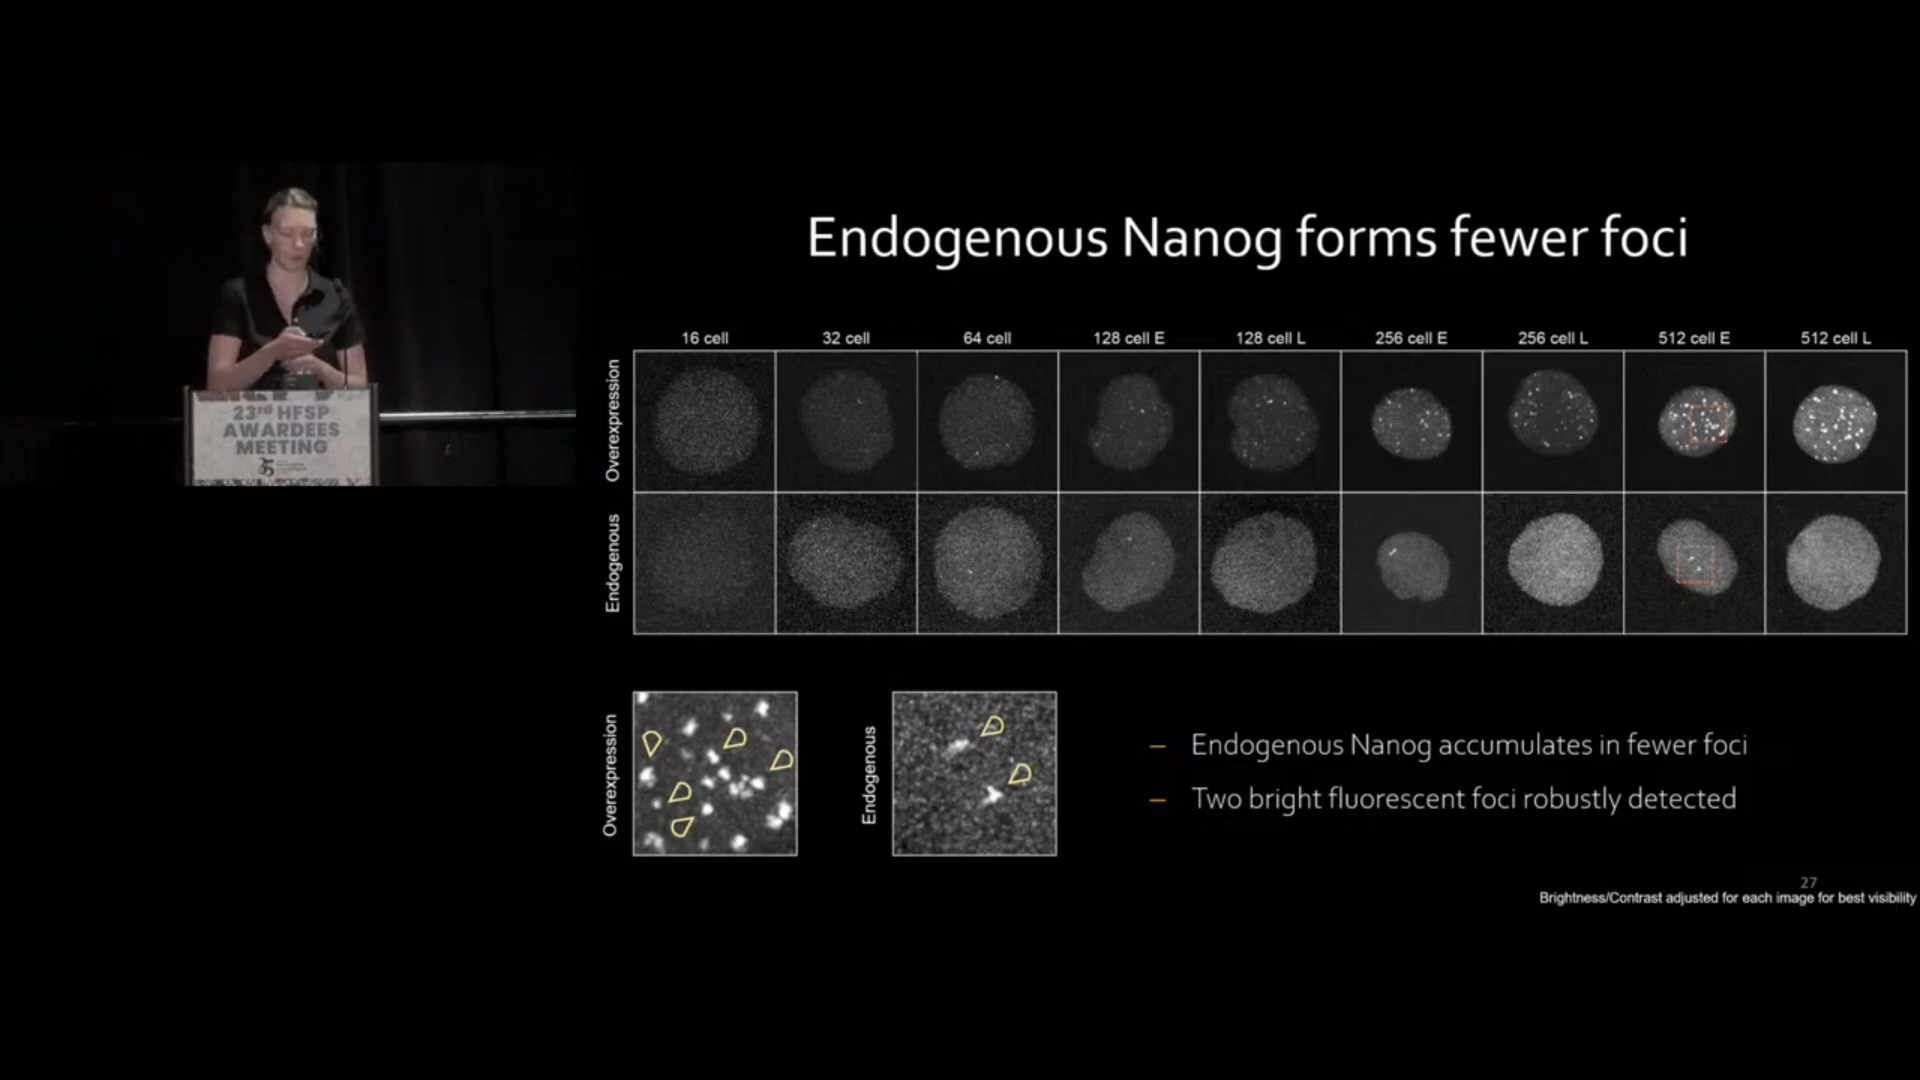 23rd HFSP
AWARDEES
MEETING
35
Endogenous Nanog forms fewer foci
16 cell 32 cell 64 cell 128 cell E 128 cell L 256 cell E 256 cell L 512 cell E 512 cell L
Overexpression
Endogenous
Overexpression
Endogenous
– Endogenous Nanog accumulates in fewer foci
– Two bright fluorescent foci robustly detected
27
Brightness/Contrast adjusted for each image for best visibility